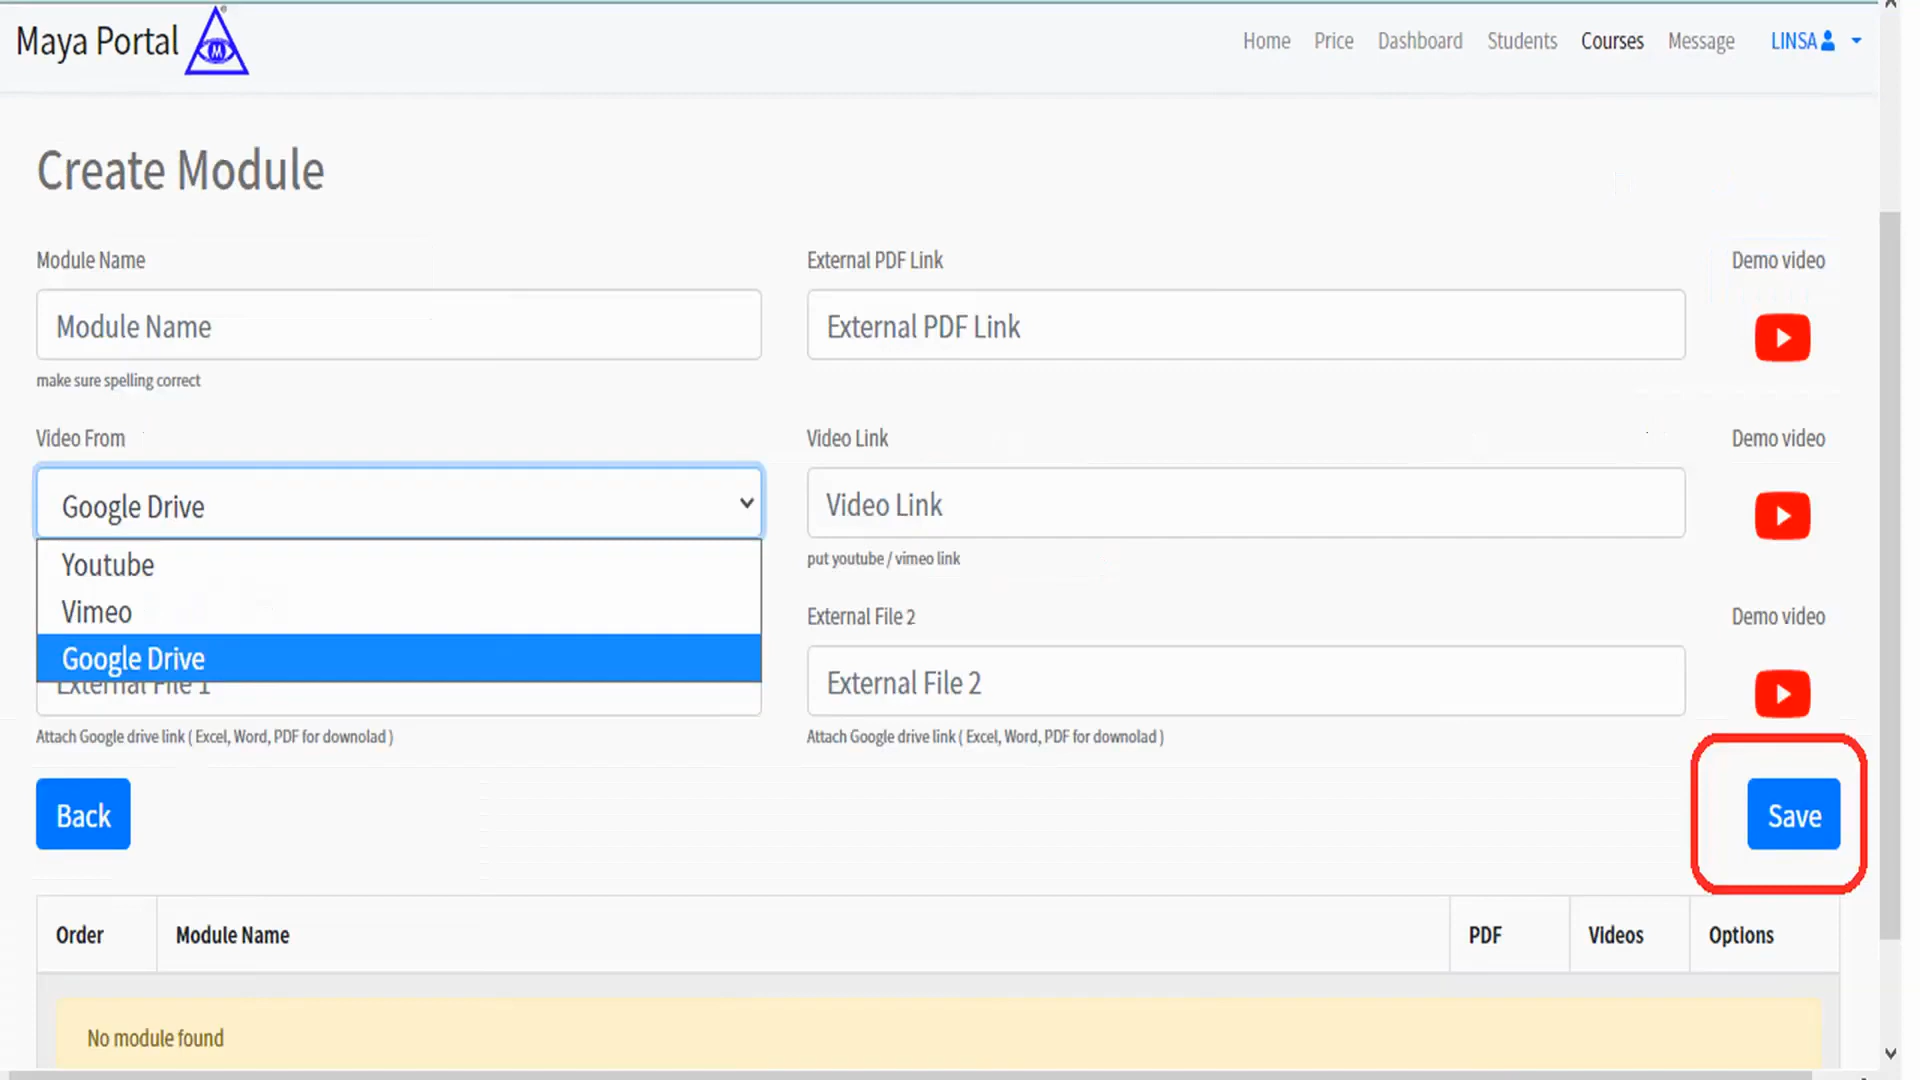 Maya Portal M
Home Price Dashboard Students Courses Message LINSA
Create Module
Module Name External PDF Link Demo video
Module Name External PDF Link
make sure spelling correct
Video From Video Link Demo video
Google Drive Video Link
Youtube put youtube / vimeo link
Vimeo External File 2 Demo video
Google Drive
External File 1 External File 2
Attach Google drive link ( Excel, Word, PDF for downolad ) Attach Google drive link ( Excel, Word, PDF for downolad )
Back Save
Order Module Name PDF Videos Options
No module found